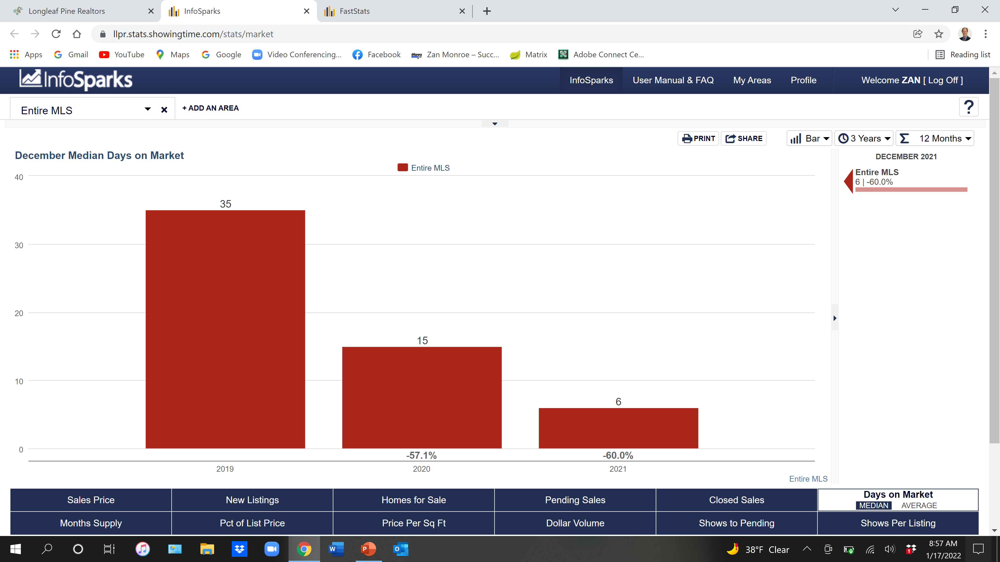 Longleaf Pine Realtors
InfoSparks
FastStats
llpr.stats.showingtime.com/stats/market
Apps
Gmail
YouTube
Maps
Google
Video Conferencing...
Facebook
Zan Monroe – Succ...
Matrix
Adobe Connect Ce...
Reading list
InfoSparks
InfoSparks
User Manual & FAQ
My Areas
Profile
Welcome ZAN [ Log Off ]
Entire MLS
+ ADD AN AREA
?
PRINT
SHARE
Bar
3 Years
12 Months
December Median Days on Market
Entire MLS
DECEMBER 2021
Entire MLS
6 | -60.0%
40
30
20
10
0
35
15
6
-57.1%
-60.0%
2019
2020
2021
Entire MLS
Sales Price
New Listings
Homes for Sale
Pending Sales
Closed Sales
Days on Market
MEDIAN AVERAGE
Months Supply
Pct of List Price
Price Per Sq Ft
Dollar Volume
Shows to Pending
Shows Per Listing
38°F Clear
8:57 AM
1/17/2022